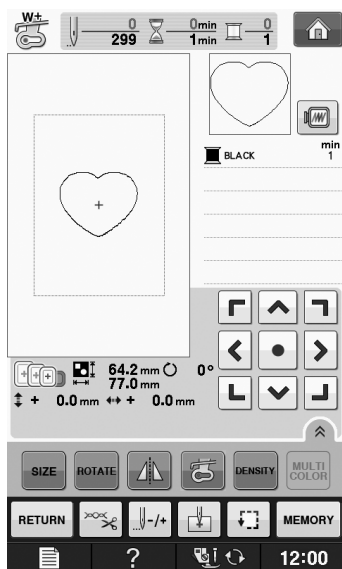 W+ 0 0min 0
299 1min 1
min
BLACK 1
64.2 mm 0°
77.0 mm
+ 0.0 mm + 0.0 mm
SIZE ROTATE DENSITY MULTI COLOR
RETURN -/+ MEMORY
? 12:00